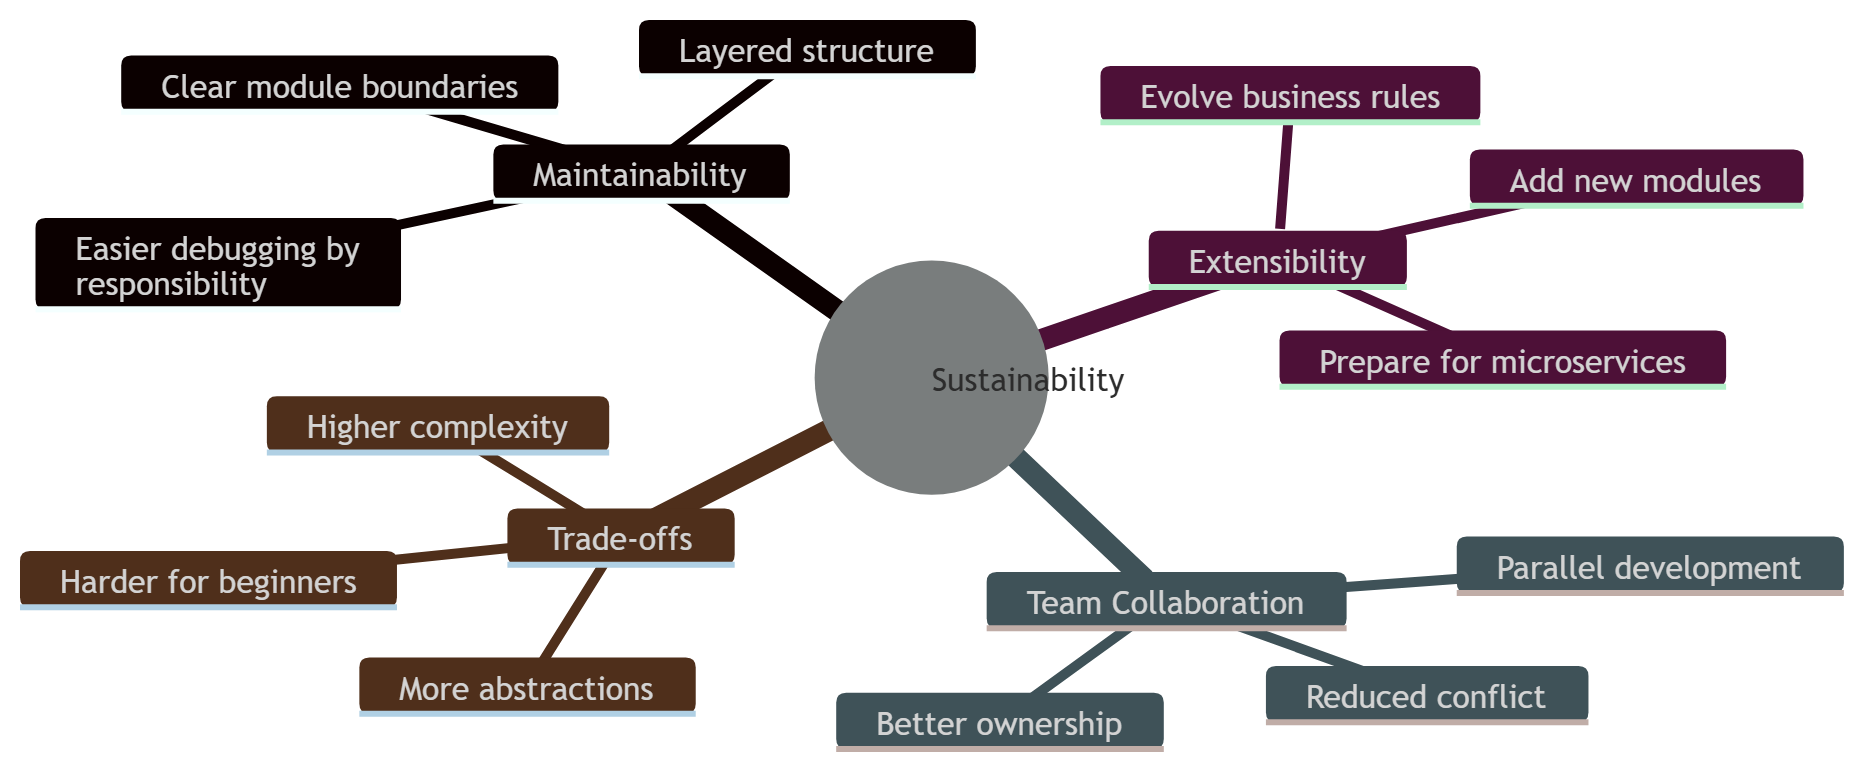 Layered structure
Clear module boundaries
Maintainability
Easier debugging by
responsibility
Evolve business rules
Add new modules
Extensibility
Prepare for microservices
Sustainability
Higher complexity
Trade-offs
Harder for beginners
More abstractions
Parallel development
Team Collaboration
Reduced conflict
Better ownership